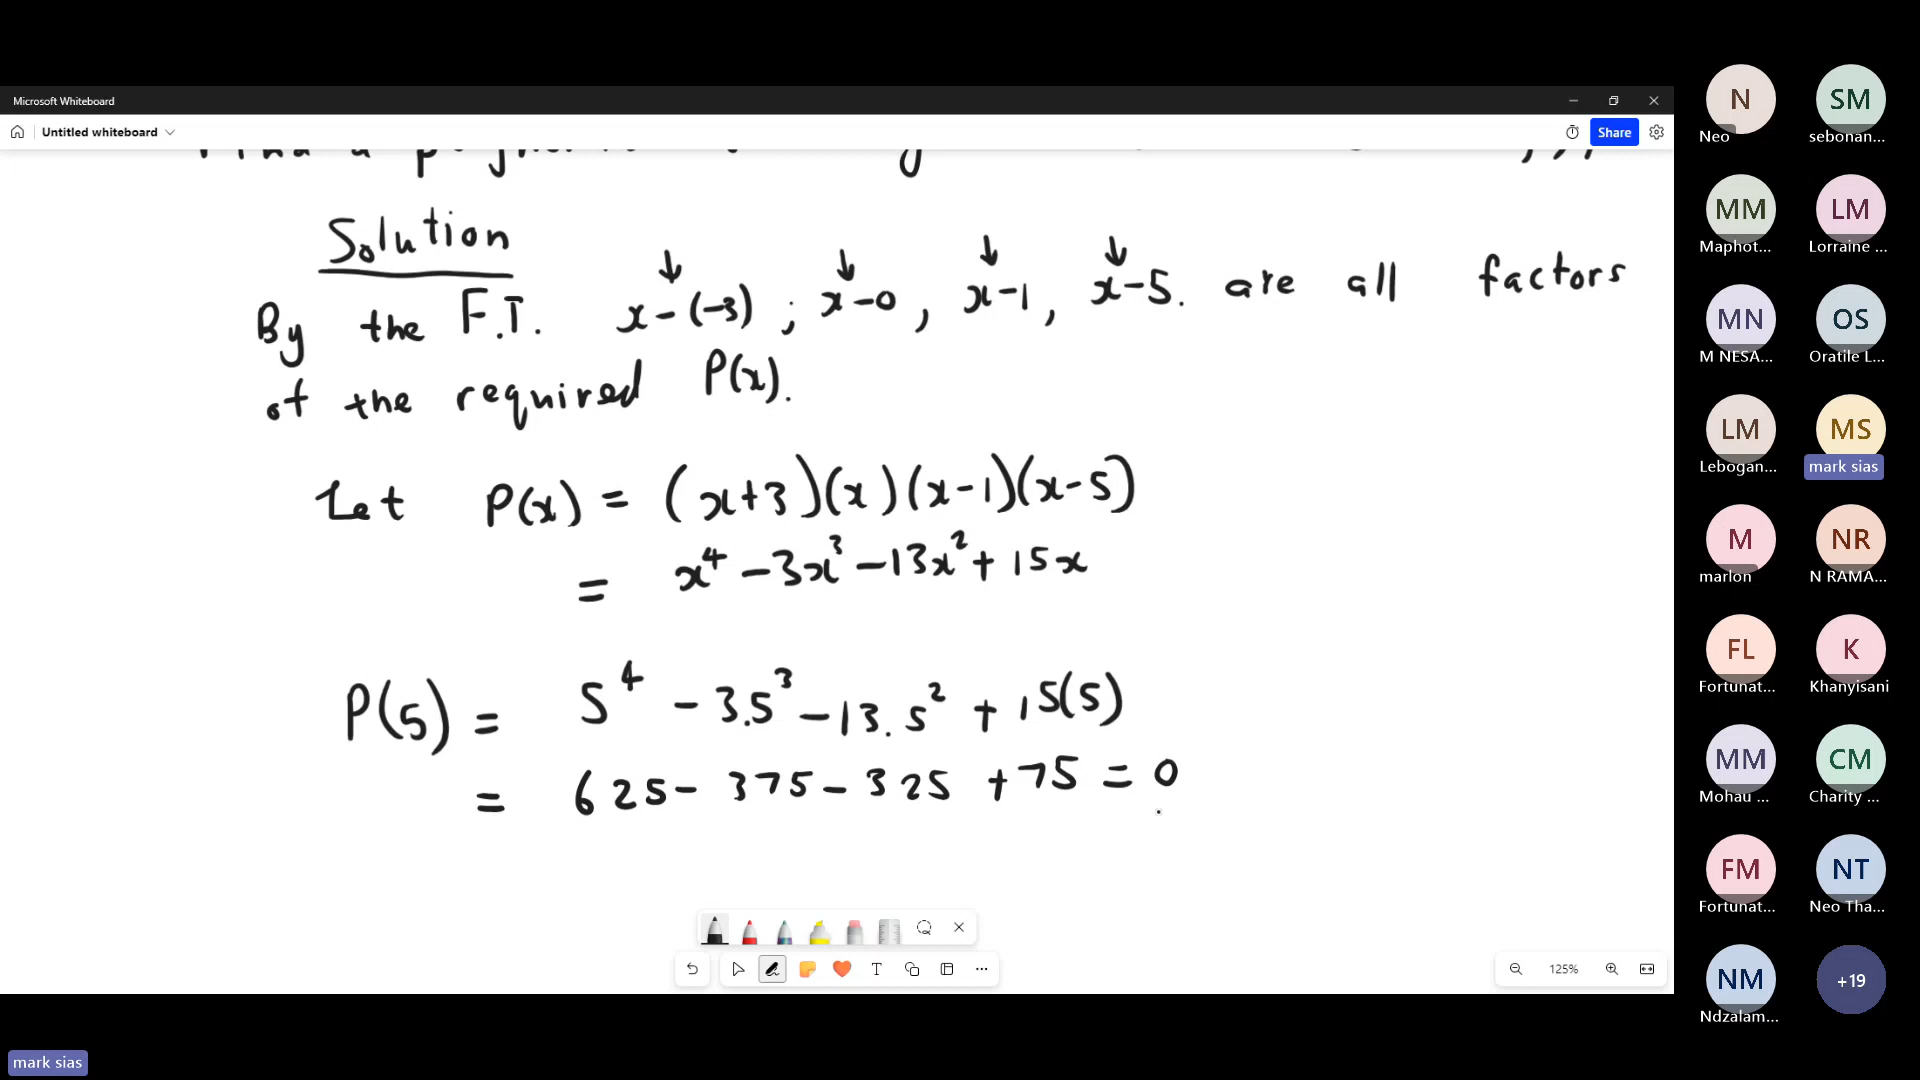 Microsoft Whiteboard
Untitled whiteboard
Share
Find a
Solution
By the F.T. x-(-3); x-0, x-1, x-5. are all factors
of the required P(x).
Let P(x) = (x+3)(x)(x-1)(x-5)
= x⁴ - 3x³ - 13x² + 15x
P(5) = 5⁴ - 3.5³ - 13.5² + 15(5)
= 625 - 375 - 325 + 75 = 0
125%
N
Neo
SM
sebonan...
MM
Maphot...
LM
Lorraine ...
MN
M NESA...
OS
Oratile L...
LM
Lebogan...
MS
mark sias
M
marlon
NR
N RAMA...
FL
Fortunat...
K
Khanyisani
MM
Mohau ...
CM
Charity ...
FM
Fortunat...
NT
Neo Tha...
NM
Ndzalam...
+19
mark sias